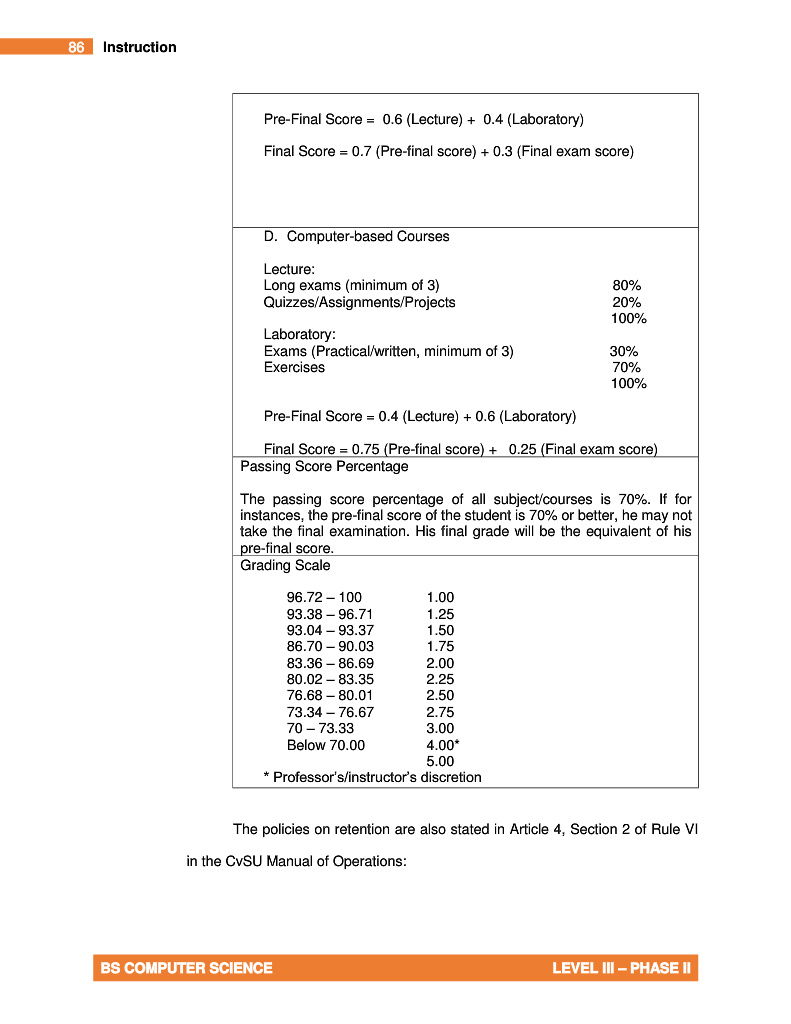 86 Instruction
Pre-Final Score = 0.6 (Lecture) + 0.4 (Laboratory)
Final Score = 0.7 (Pre-final score) + 0.3 (Final exam score)
D. Computer-based Courses
Lecture:
Long exams (minimum of 3) 80%
Quizzes/Assignments/Projects 20%
100%
Laboratory:
Exams (Practical/written, minimum of 3) 30%
Exercises 70%
100%
Pre-Final Score = 0.4 (Lecture) + 0.6 (Laboratory)
Final Score = 0.75 (Pre-final score) + 0.25 (Final exam score)
Passing Score Percentage
The passing score percentage of all subject/courses is 70%. If for
instances, the pre-final score of the student is 70% or better, he may not
take the final examination. His final grade will be the equivalent of his
pre-final score.
Grading Scale
96.72 – 100 1.00
93.38 – 96.71 1.25
93.04 – 93.37 1.50
86.70 – 90.03 1.75
83.36 – 86.69 2.00
80.02 – 83.35 2.25
76.68 – 80.01 2.50
73.34 – 76.67 2.75
70 – 73.33 3.00
Below 70.00 4.00*
5.00
* Professor's/instructor's discretion
The policies on retention are also stated in Article 4, Section 2 of Rule VI
in the CvSU Manual of Operations:
BS COMPUTER SCIENCE LEVEL III – PHASE II